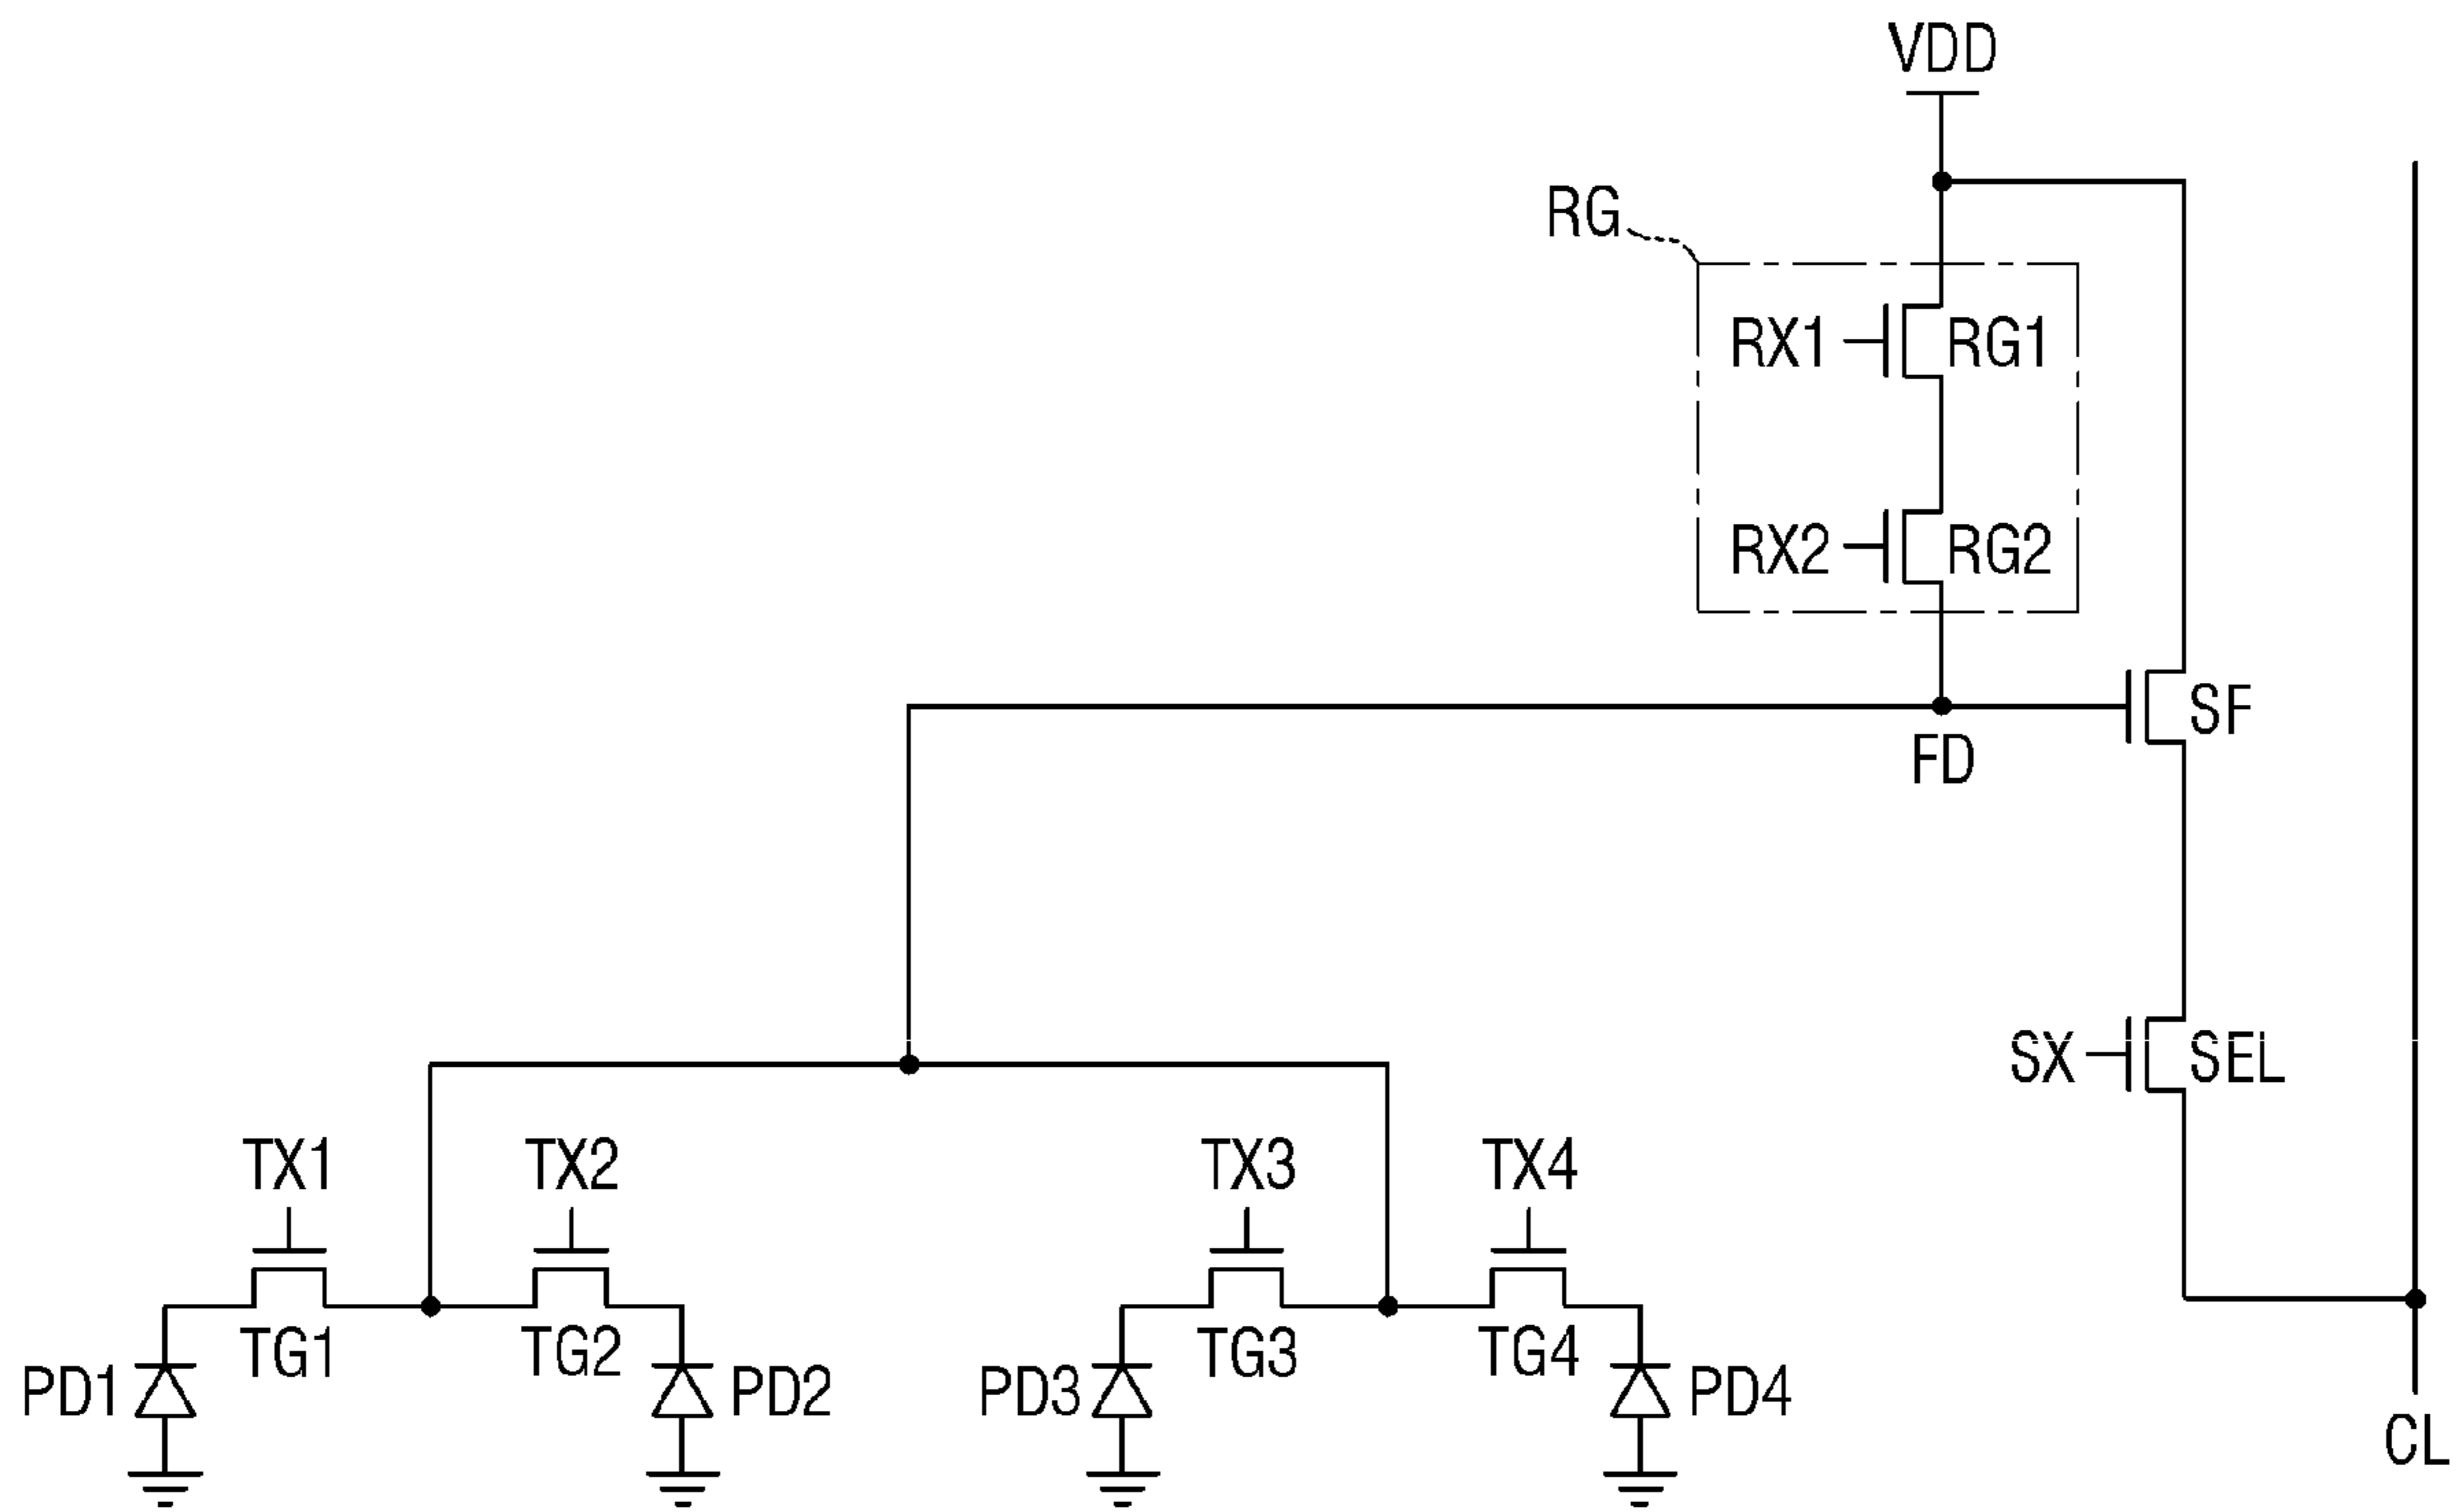 VDD
RG
RX1
RG1
RX2
RG2
SF
FD
SX
SEL
TX1
TX2
TX3
TX4
TG1
TG2
TG3
TG4
PD1
PD2
PD3
PD4
CL